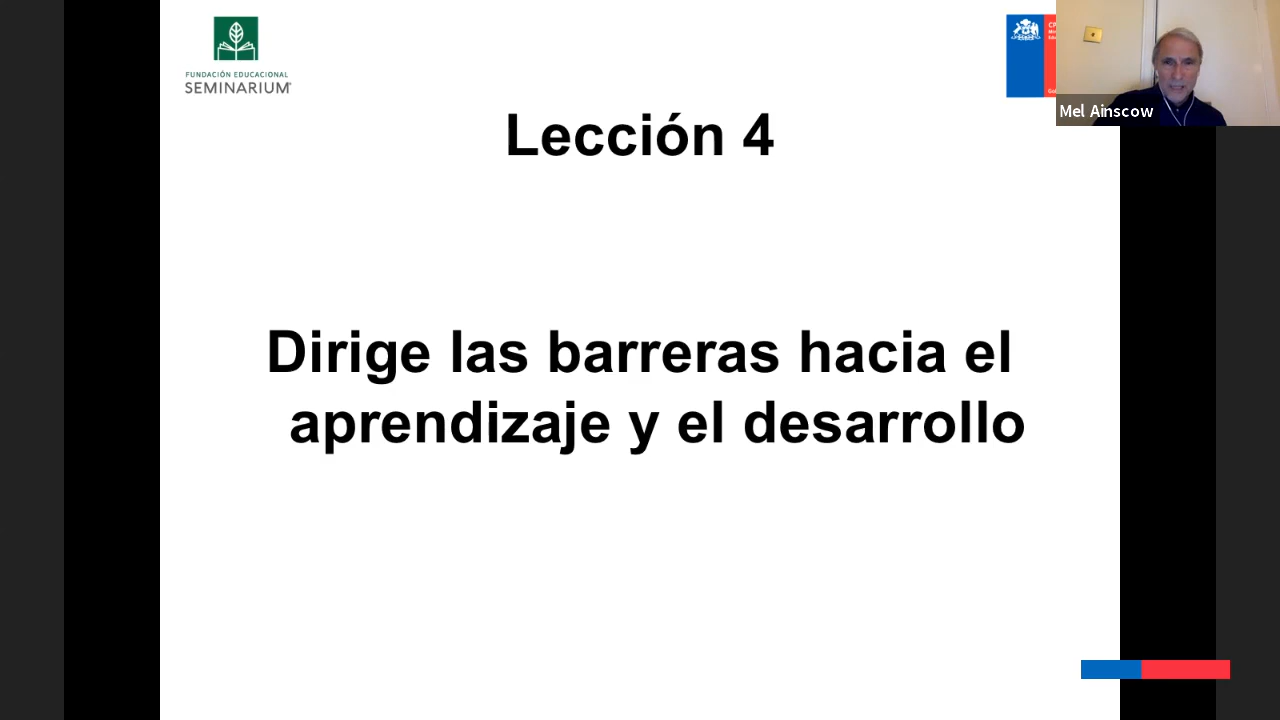 FUNDACIÓN EDUCACIONAL
SEMINARIUM
Mel Ainscow
Lección 4
Dirige las barreras hacia el
aprendizaje y el desarrollo